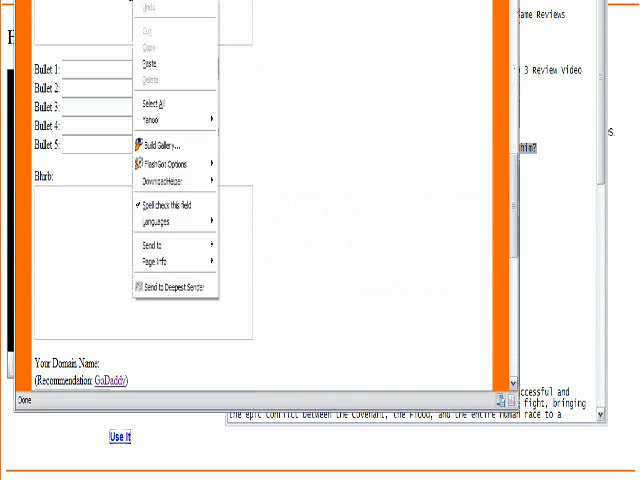 Undo
Game Reviews
Cut
Copy
Paste
Delete
Bullet 1:
3 Review Video
Bullet 2:
Bullet 3:
Select All
Bullet 4:
Yahoo!
Bullet 5:
Build Gallery...
him?
FlashGot Options
Blurb:
DownloadHelper
Spell check this field
Languages
Send to
Page Info
Send to Deepest Sender
Your Domain Name:
(Recommendation: GoDaddy)
Done
ccessful and
fight, bringing
the epic conflict between the Covenant, the Flood, and the entire human race to a
Use It